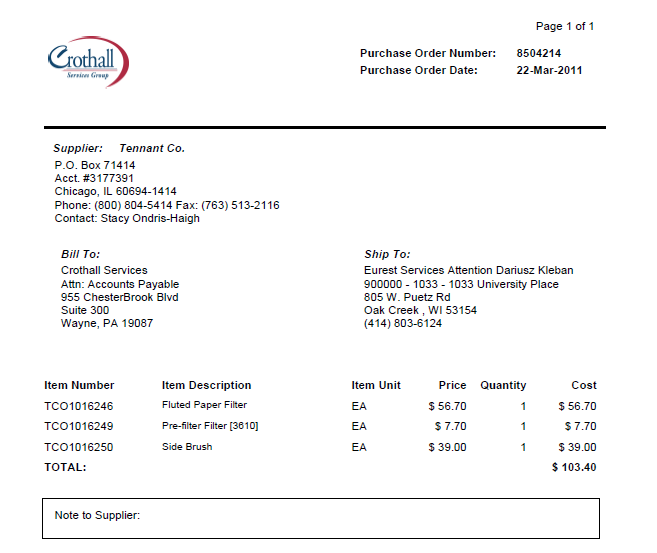 Page 1 of 1
Crothall
Services Group
Purchase Order Number: 8504214
Purchase Order Date: 22-Mar-2011
Supplier: Tennant Co.
P.O. Box 71414
Acct. #3177391
Chicago, IL 60694-1414
Phone: (800) 804-5414 Fax: (763) 513-2116
Contact: Stacy Ondris-Haigh
Bill To:
Crothall Services
Attn: Accounts Payable
955 ChesterBrook Blvd
Suite 300
Wayne, PA 19087
Ship To:
Eurest Services Attention Dariusz Kleban
900000 - 1033 - 1033 University Place
805 W. Puetz Rd
Oak Creek , WI 53154
(414) 803-6124
Item Number Item Description Item Unit Price Quantity Cost
TCO1016246 Fluted Paper Filter EA $ 56.70 1 $ 56.70
TCO1016249 Pre-filter Filter [3610] EA $ 7.70 1 $ 7.70
TCO1016250 Side Brush EA $ 39.00 1 $ 39.00
TOTAL: $ 103.40
Note to Supplier: